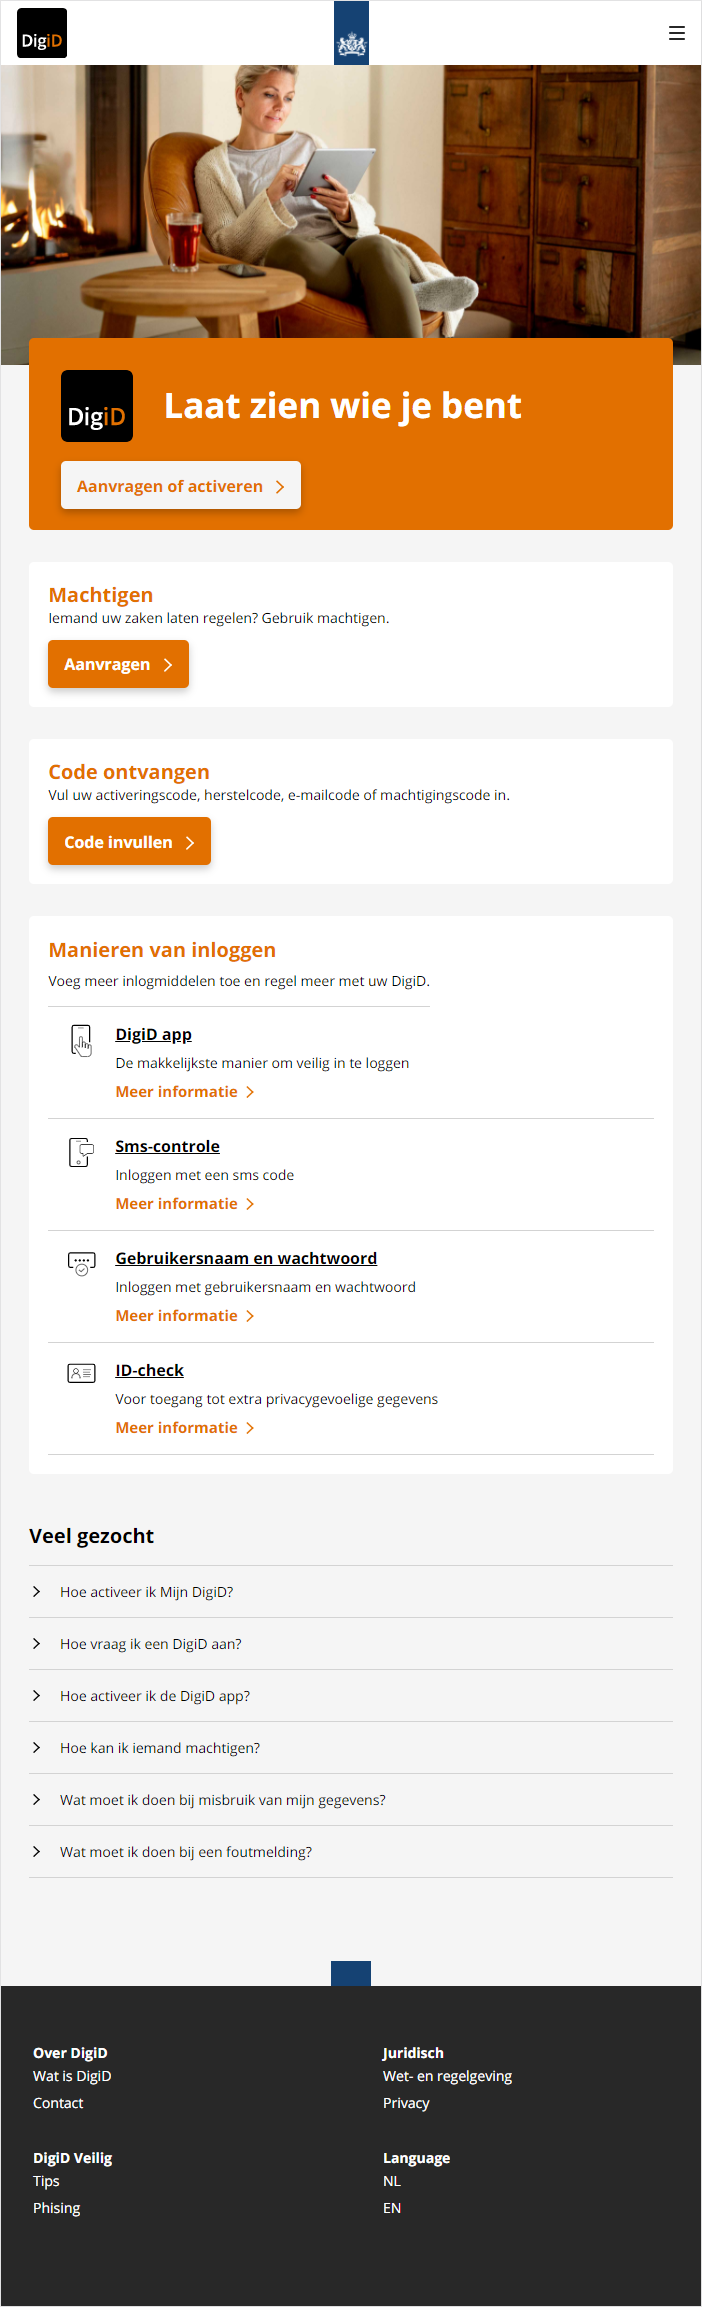 DigiD
DigiD
Laat zien wie je bent
Aanvragen of activeren
Machtigen
Iemand uw zaken laten regelen? Gebruik machtigen.
Aanvragen
Code ontvangen
Vul uw activeringscode, herstelcode, e-mailcode of machtigingscode in.
Code invullen
Manieren van inloggen
Voeg meer inlogmiddelen toe en regel meer met uw DigiD.
DigiD app
De makkelijkste manier om veilig in te loggen
Meer informatie
Sms-controle
Inloggen met een sms code
Meer informatie
Gebruikersnaam en wachtwoord
Inloggen met gebruikersnaam en wachtwoord
Meer informatie
ID-check
Voor toegang tot extra privacygevoelige gegevens
Meer informatie
Veel gezocht
Hoe activeer ik Mijn DigiD?
Hoe vraag ik een DigiD aan?
Hoe activeer ik de DigiD app?
Hoe kan ik iemand machtigen?
Wat moet ik doen bij misbruik van mijn gegevens?
Wat moet ik doen bij een foutmelding?
Over DigiD
Wat is DigiD
Contact
Juridisch
Wet- en regelgeving
Privacy
DigiD Veilig
Tips
Phising
Language
NL
EN